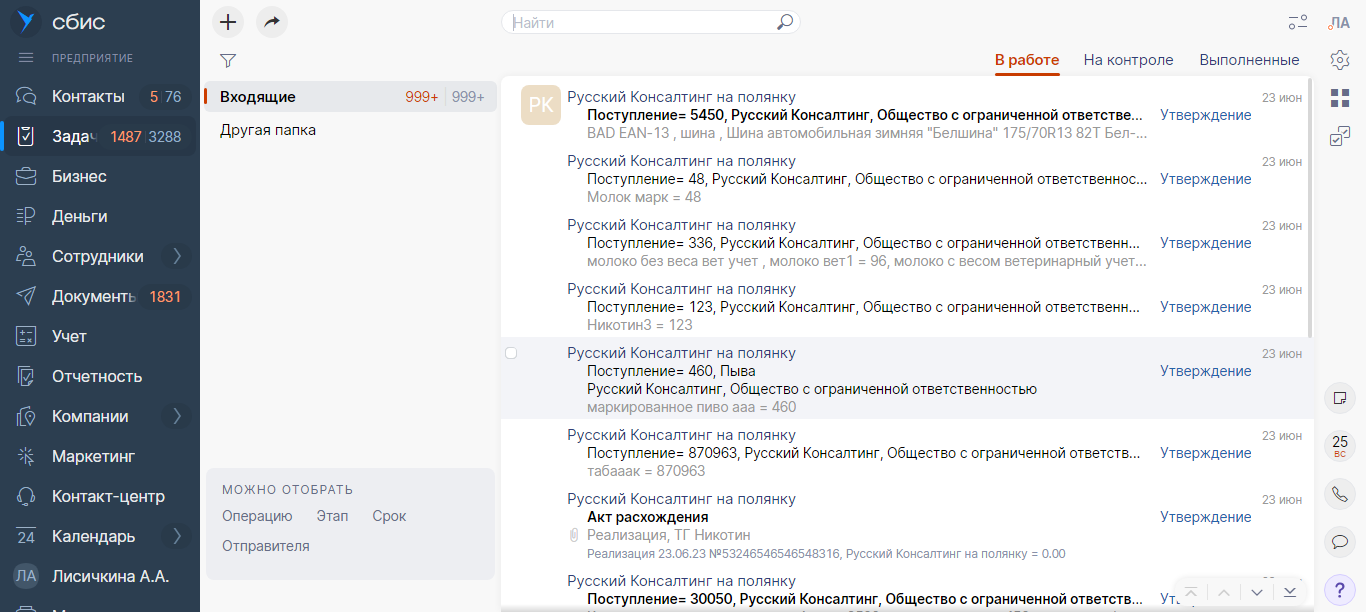 сбис
Найти
ЛА
ПРЕДПРИЯТИЕ
В работе На контроле Выполненные
Контакты 5 76
Задач 1487 3288
Бизнес
Деньги
Сотрудники
Документы 1831
Учет
Отчетность
Компании
Маркетинг
Контакт-центр
24 Календарь
ЛА Лисичкина А.А.
Входящие 999+ 999+
Другая папка
МОЖНО ОТОБРАТЬ
Операцию Этап Срок
Отправителя
РК
Русский Консалтинг на полянку 23 июн
Поступление= 5450, Русский Консалтинг, Общество с ограниченной ответстве... Утверждение
BAD EAN-13 , шина , Шина автомобильная зимняя "Белшина" 175/70R13 82T Бел-...
Русский Консалтинг на полянку 23 июн
Поступление= 48, Русский Консалтинг, Общество с ограниченной ответственнос... Утверждение
Молок марк = 48
Русский Консалтинг на полянку 23 июн
Поступление= 336, Русский Консалтинг, Общество с ограниченной ответственн... Утверждение
молоко без веса вет учет , молоко вет1 = 96, молоко с весом ветеринарный учет...
Русский Консалтинг на полянку 23 июн
Поступление= 123, Русский Консалтинг, Общество с ограниченной ответственн... Утверждение
Никотин3 = 123
Русский Консалтинг на полянку 23 июн
Поступление= 460, Пыва Утверждение
Русский Консалтинг, Общество с ограниченной ответственностью
маркированное пиво ааа = 460
Русский Консалтинг на полянку 23 июн
Поступление= 870963, Русский Консалтинг, Общество с ограниченной ответств... Утверждение
табааак = 870963
Русский Консалтинг на полянку 23 июн
Акт расхождения Утверждение
Реализация, ТГ Никотин
Реализация 23.06.23 №53246546546548316, Русский Консалтинг на полянке = 0.00
Русский Консалтинг на полянку
Поступление= 30050, Русский Консалтинг, Общество с ограниченной ответств...
25
ВС
?